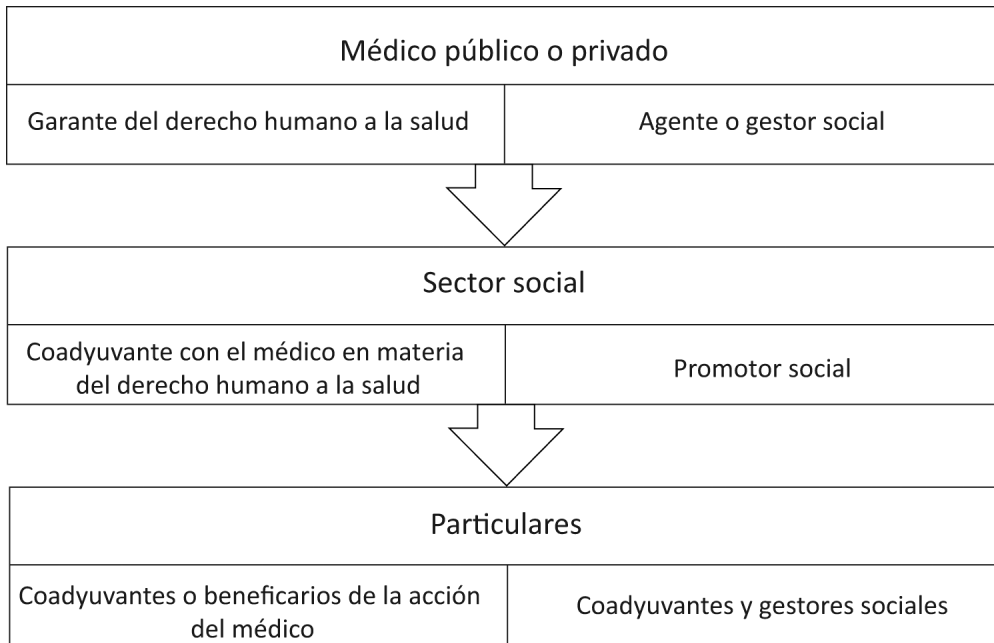 Médico público o privado
Garante del derecho humano a la salud
Agente o gestor social
Sector social
Coadyuvante con el médico en materia
del derecho humano a la salud
Promotor social
Particulares
Coadyuvantes o beneficarios de la acción
del médico
Coadyuvantes y gestores sociales